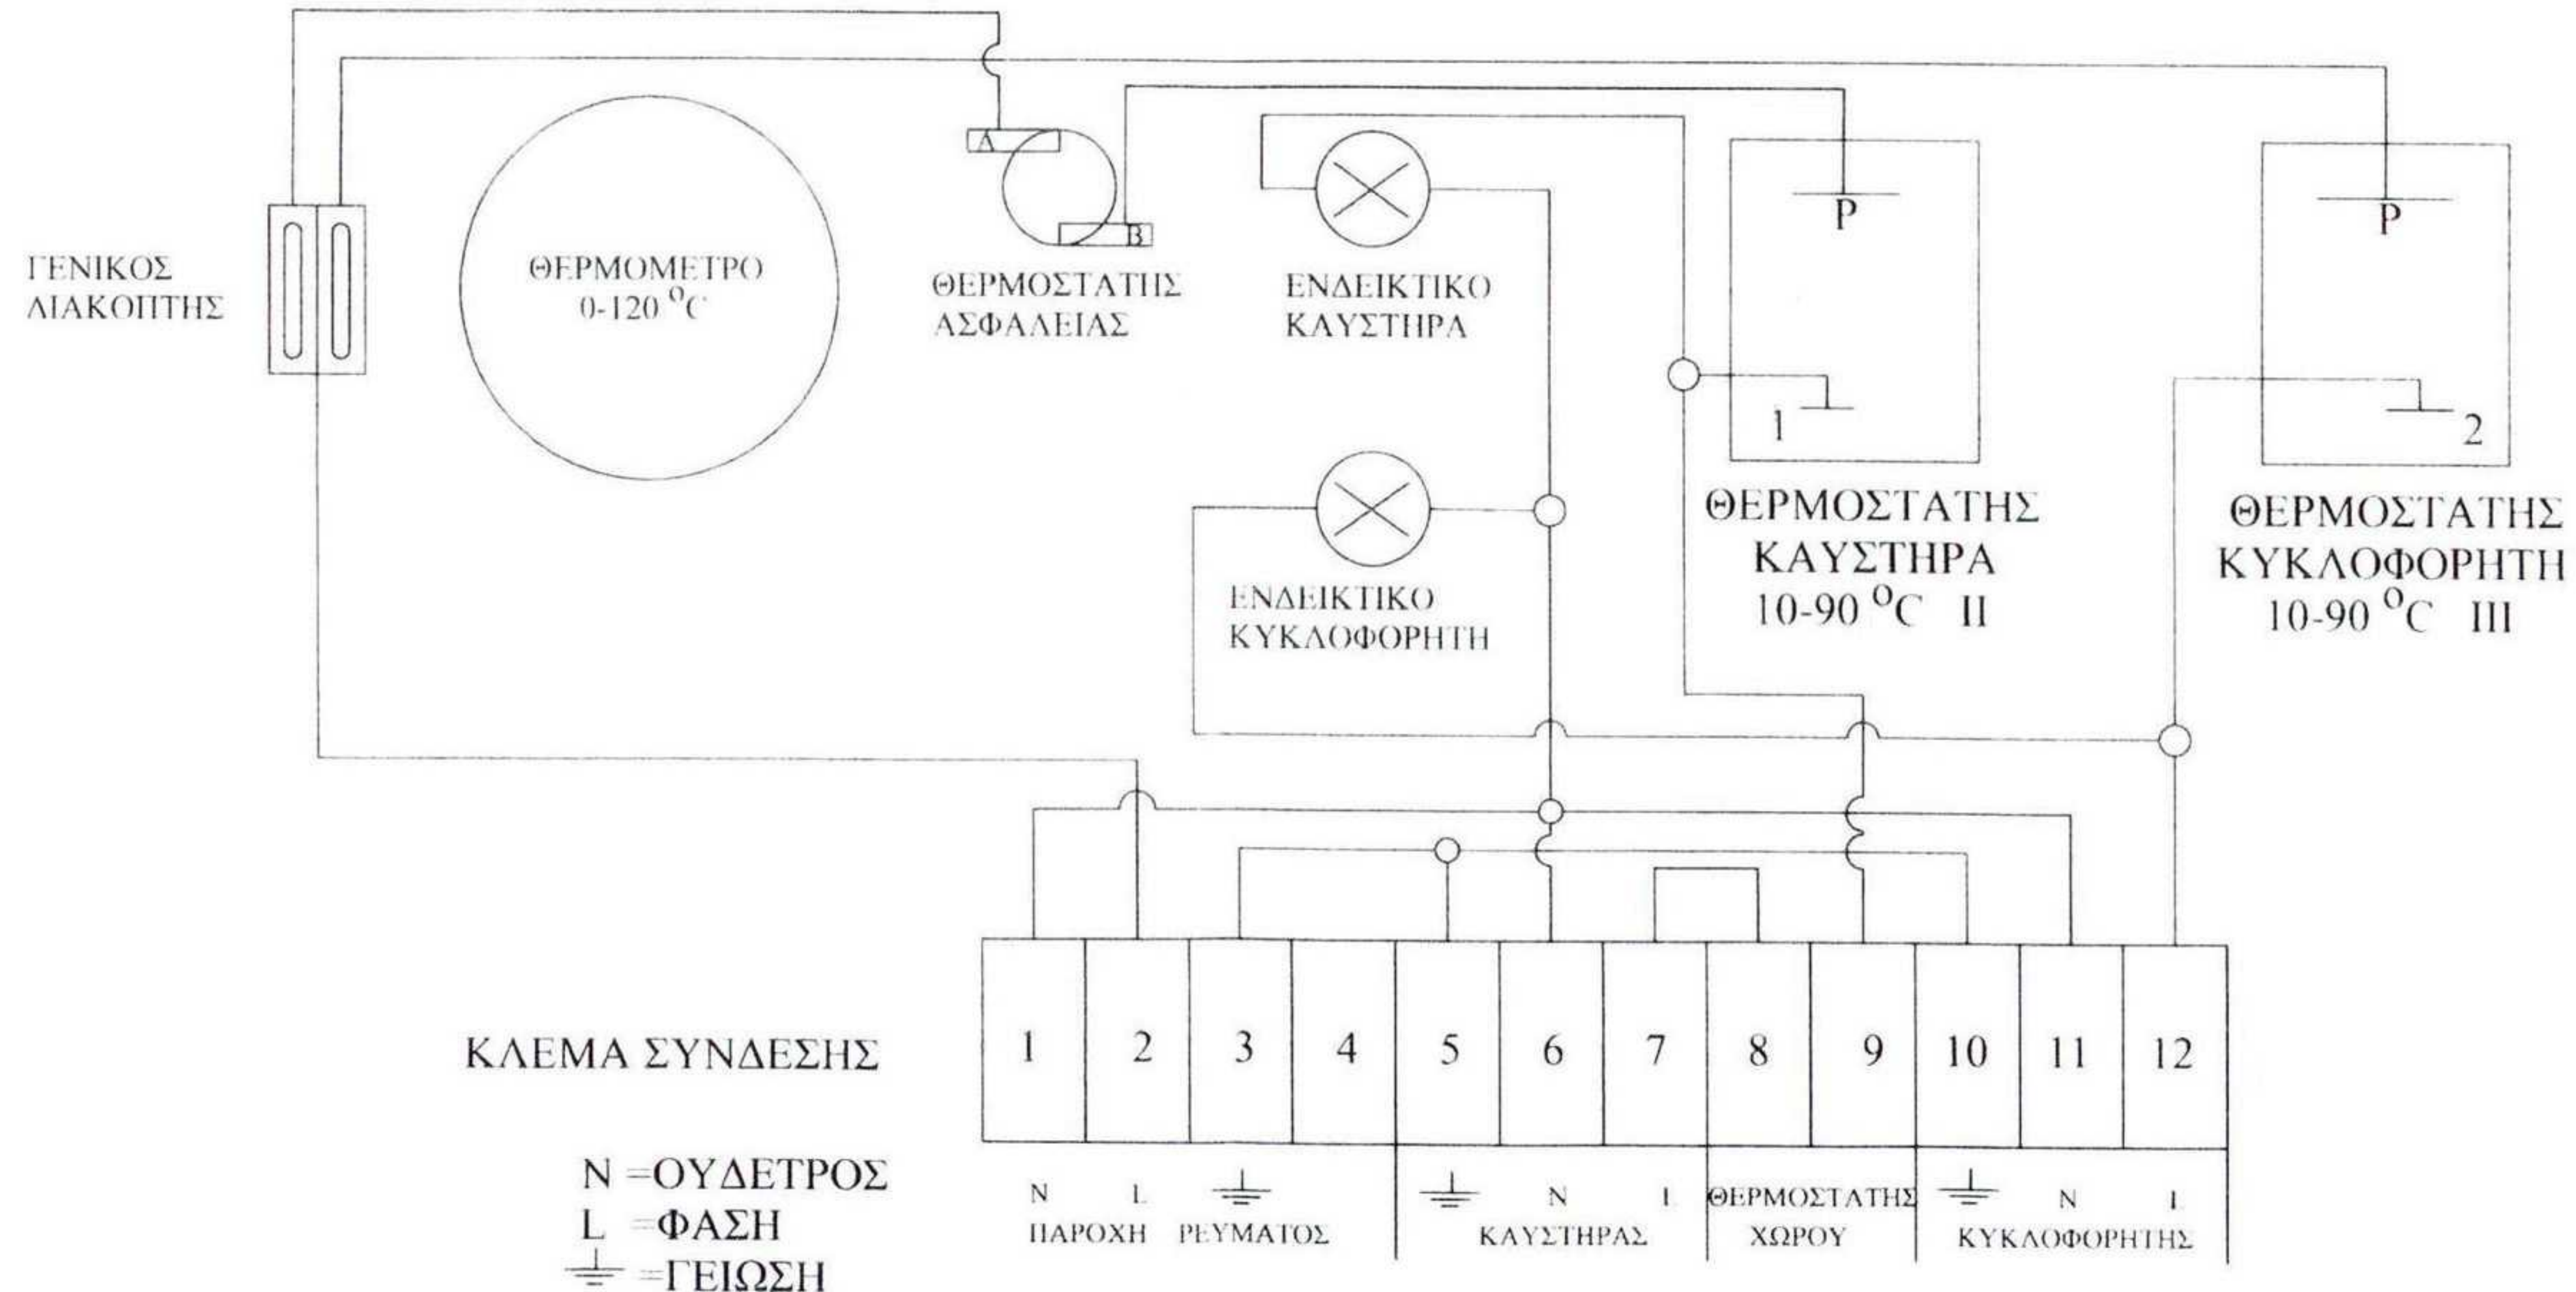 ΓΕΝΙΚΟΣ
ΔΙΑΚΟΠΤΗΣ
ΘΕΡΜΟΜΕΤΡΟ
0-120 °C
A
B
ΘΕΡΜΟΣΤΑΤΗΣ
ΑΣΦΑΛΕΙΑΣ
ΕΝΔΕΙΚΤΙΚΟ
ΚΑΥΣΤΗΡΑ
P
1
ΘΕΡΜΟΣΤΑΤΗΣ
ΚΑΥΣΤΗΡΑ
10-90 °C II
P
2
ΘΕΡΜΟΣΤΑΤΗΣ
ΚΥΚΛΟΦΟΡΗΤΗ
10-90 °C III
ΕΝΔΕΙΚΤΙΚΟ
ΚΥΚΛΟΦΟΡΗΤΗ
ΚΛΕΜΑ ΣΥΝΔΕΣΗΣ
1 2 3 4 5 6 7 8 9 10 11 12
N L ⏚ ⏚ N L ΘΕΡΜΟΣΤΑΤΗΣ ⏚ N L
ΠΑΡΟΧΗ ΡΕΥΜΑΤΟΣ ΚΑΥΣΤΗΡΑΣ ΧΩΡΟΥ ΚΥΚΛΟΦΟΡΗΤΗΣ
N =ΟΥΔΕΤΡΟΣ
L =ΦΑΣΗ
⏚ =ΓΕΙΩΣΗ